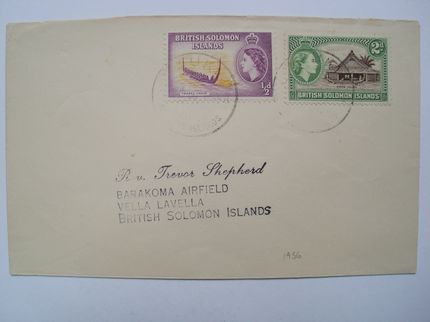 BRITISH SOLOMON
ISLANDS
½d
2d
BRITISH SOLOMON ISLANDS
R. v. Trevor Shepherd
BARAKOMA AIRFIELD
VELLA LAVELLA
BRITISH SOLOMON ISLANDS
1956